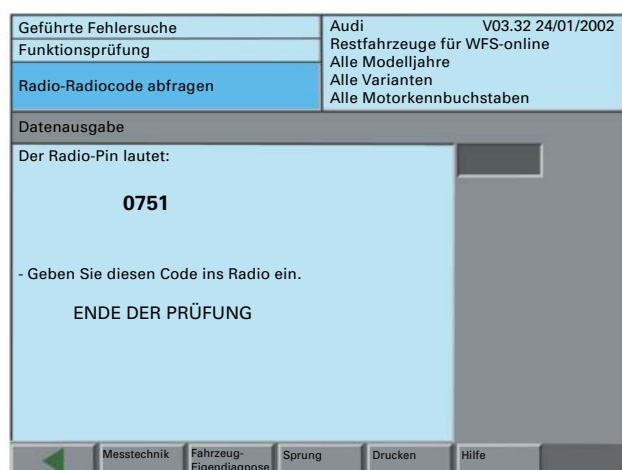 Geführte Fehlersuche
Funktionsprüfung
Radio-Radiocode abfragen
Audi V03.32 24/01/2002
Restfahrzeuge für WFS-online
Alle Modelljahre
Alle Varianten
Alle Motorkennbuchstaben
Datenausgabe
Der Radio-Pin lautet:
0751
- Geben Sie diesen Code ins Radio ein.
ENDE DER PRÜFUNG
Messtechnik
Fahrzeug-
Eigendiagnose
Sprung
Drucken
Hilfe